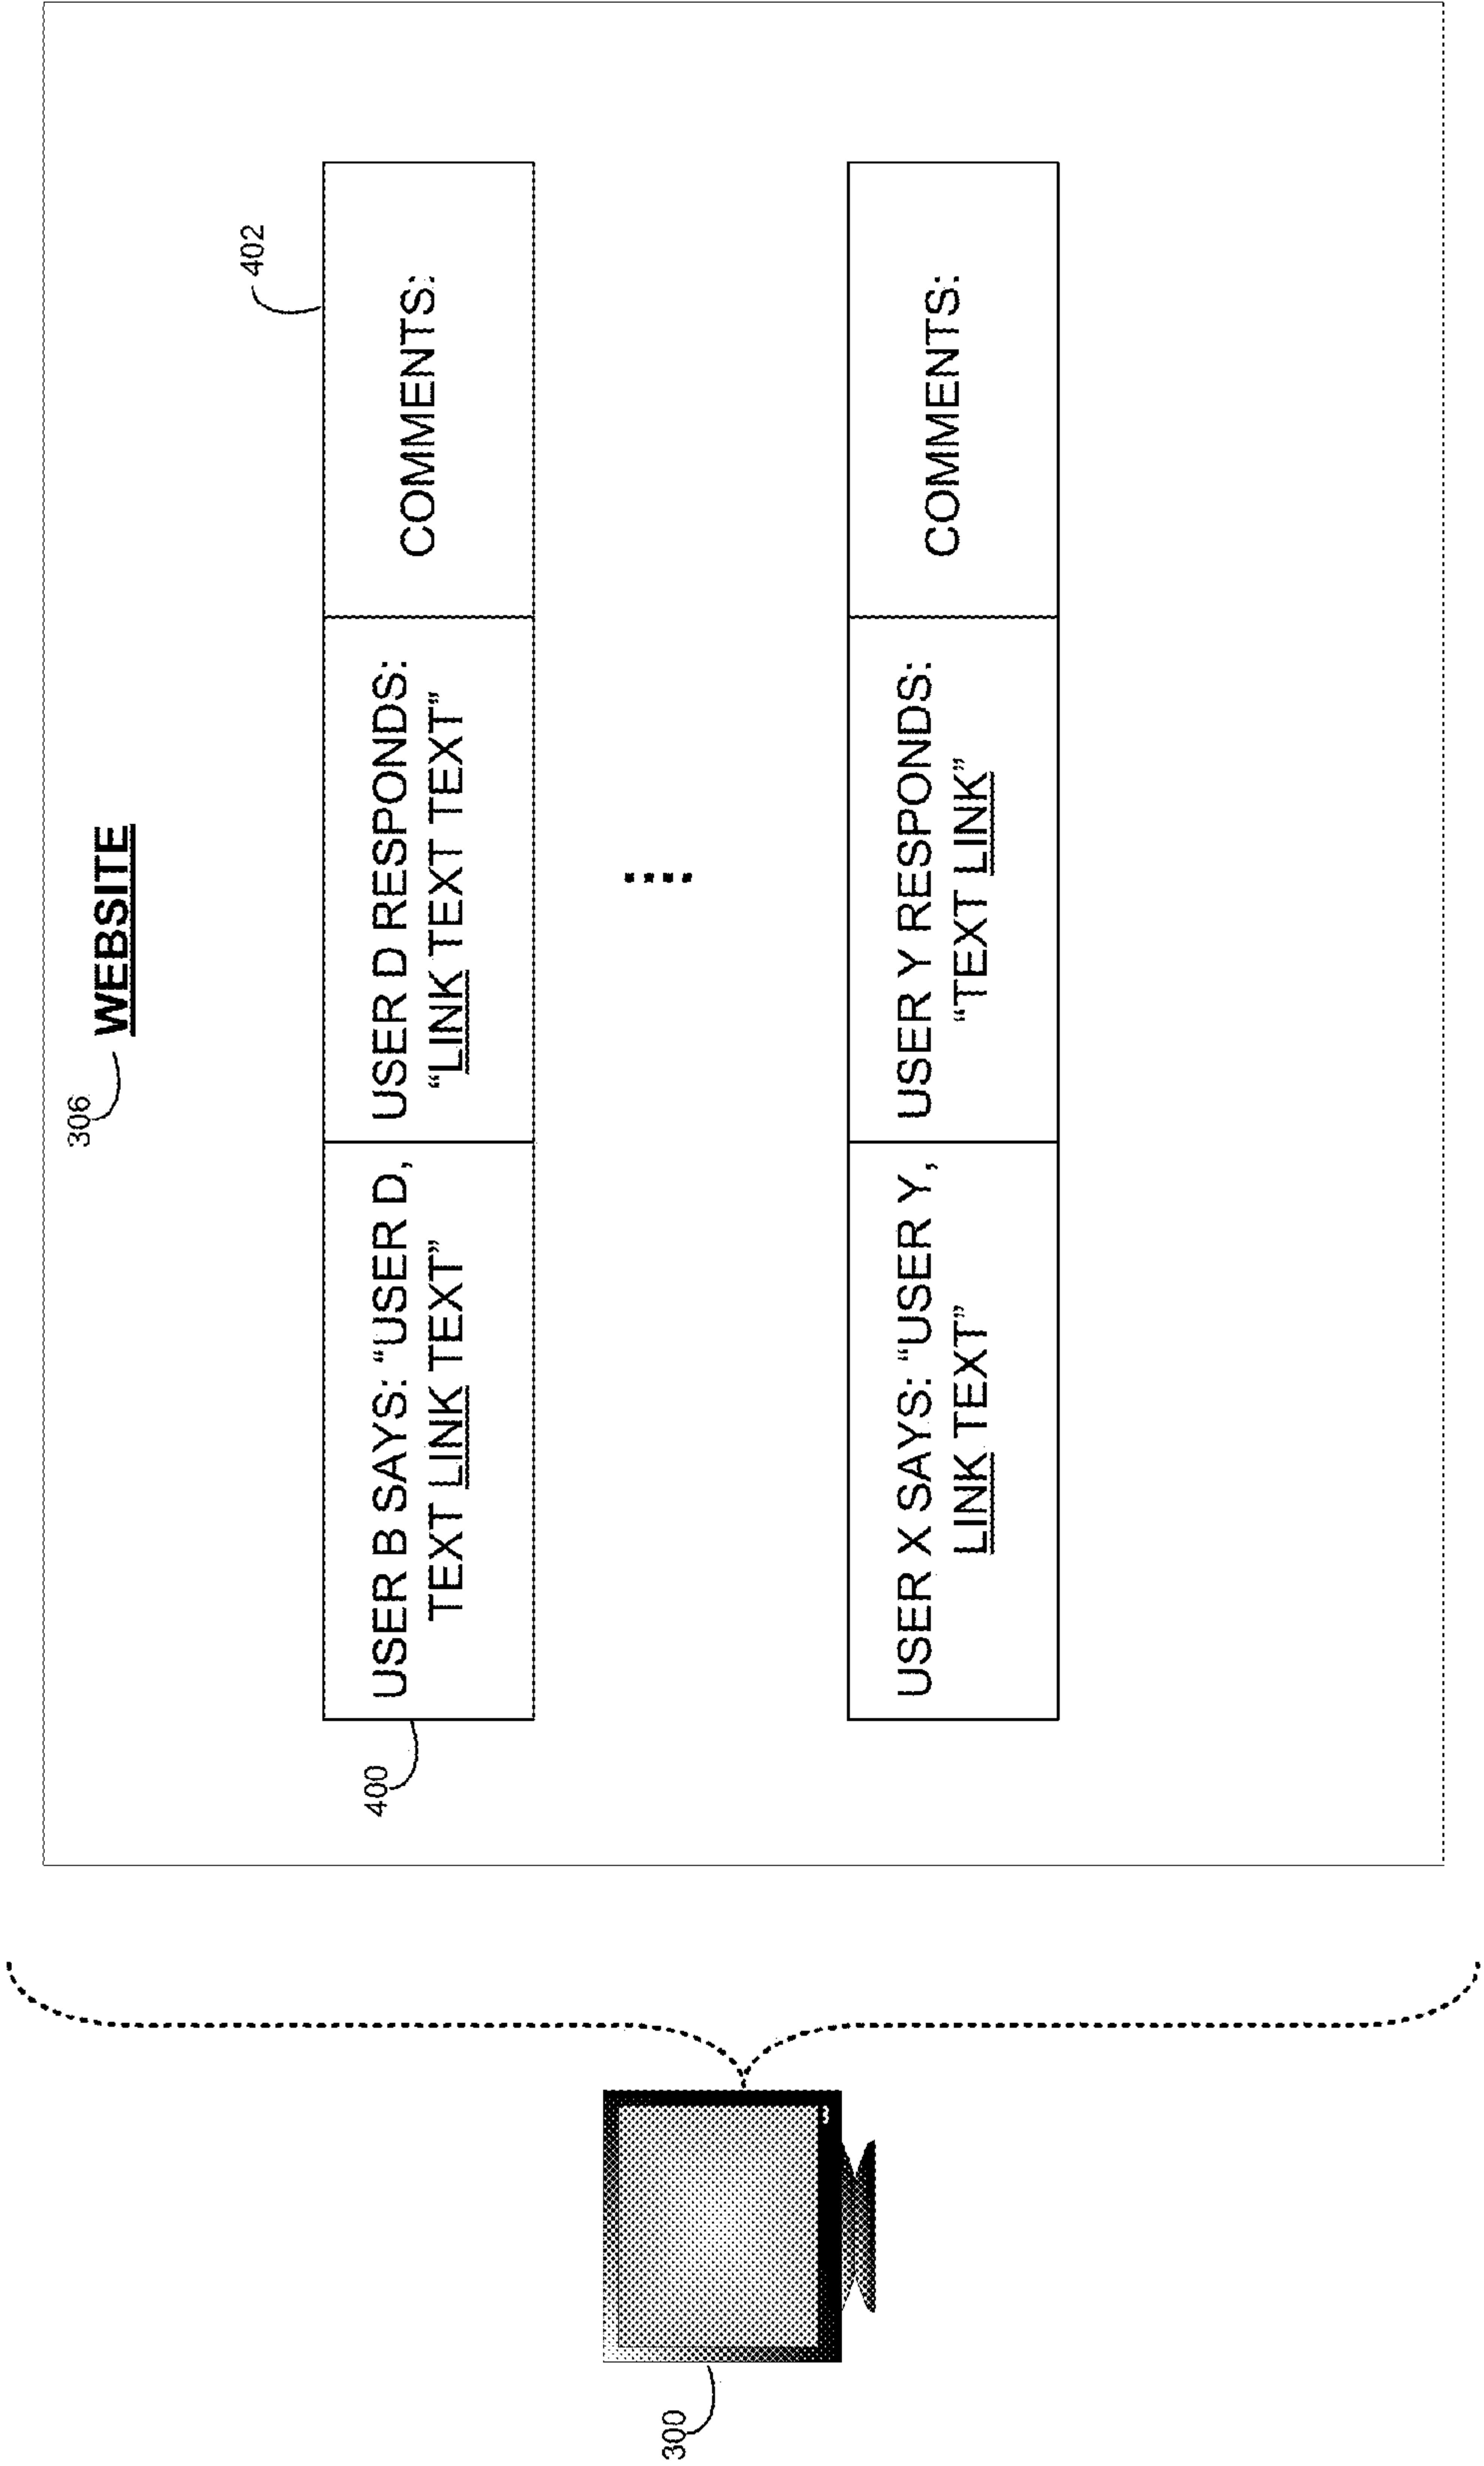 306
WEBSITE
402
400
USER B SAYS: “USER D,
TEXT LINK TEXT”
USER D RESPONDS:
“LINK TEXT TEXT”
COMMENTS:
USER X SAYS: “USER Y,
LINK TEXT”
USER Y RESPONDS:
“TEXT LINK”
COMMENTS:
300